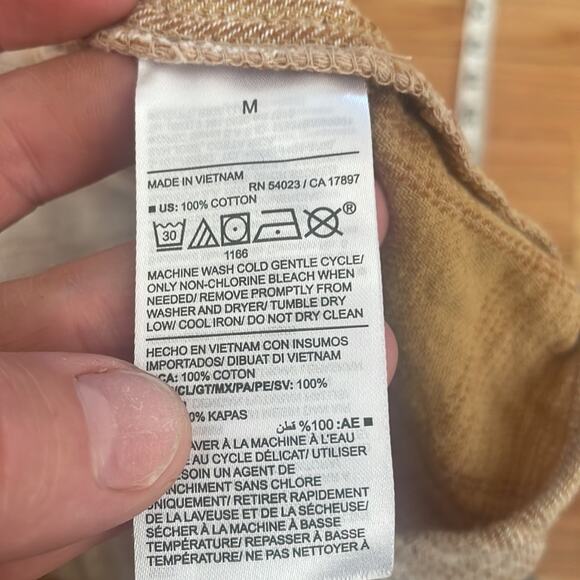 M
MADE IN VIETNAM
RN 54023 / CA 17897
■ US: 100% COTTON
30 ®
1166
MACHINE WASH COLD GENTLE CYCLE/
ONLY NON-CHLORINE BLEACH WHEN
NEEDED/ REMOVE PROMPTLY FROM
WASHER AND DRYER/ TUMBLE DRY
LOW/ COOL IRON/ DO NOT DRY CLEAN
HECHO EN VIETNAM CON INSUMOS
IMPORTADOS/ DIBUAT DI VIETNAM
CA: 100% COTON
/CL/GT/MX/PA/PE/SV: 100%
0% KAPAS
■ AE: 100% قطن
AVER À LA MACHINE À L'EAU
AU CYCLE DÉLICAT/ UTILISER
SOIN UN AGENT DE
NCHIMENT SANS CHLORE
UNIQUEMENT/ RETIRER RAPIDEMENT
DE LA LAVEUSE ET DE LA SÉCHEUSE/
SÉCHER À LA MACHINE À BASSE
TEMPÉRATURE/ REPASSER À BASSE
TEMPÉRATURE/ NE PAS NETTOYER À